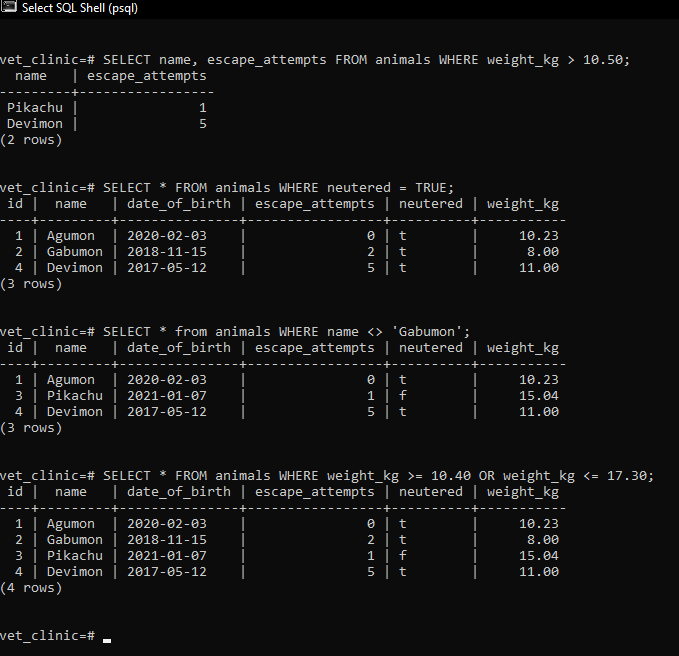 Select SQL Shell (psql)
vet_clinic=# SELECT name, escape_attempts FROM animals WHERE weight_kg > 10.50;
  name   | escape_attempts
---------+-----------------
 Pikachu |               1
 Devimon |               5
(2 rows)
vet_clinic=# SELECT * FROM animals WHERE neutered = TRUE;
 id |  name   | date_of_birth | escape_attempts | neutered | weight_kg
----+---------+---------------+-----------------+----------+-----------
  1 | Agumon  | 2020-02-03    |               0 | t        |     10.23
  2 | Gabumon | 2018-11-15    |               2 | t        |      8.00
  4 | Devimon | 2017-05-12    |               5 | t        |     11.00
(3 rows)
vet_clinic=# SELECT * from animals WHERE name <> 'Gabumon';
 id |  name   | date_of_birth | escape_attempts | neutered | weight_kg
----+---------+---------------+-----------------+----------+-----------
  1 | Agumon  | 2020-02-03    |               0 | t        |     10.23
  3 | Pikachu | 2021-01-07    |               1 | f        |     15.04
  4 | Devimon | 2017-05-12    |               5 | t        |     11.00
(3 rows)
vet_clinic=# SELECT * FROM animals WHERE weight_kg >= 10.40 OR weight_kg <= 17.30;
 id |  name   | date_of_birth | escape_attempts | neutered | weight_kg
----+---------+---------------+-----------------+----------+-----------
  1 | Agumon  | 2020-02-03    |               0 | t        |     10.23
  2 | Gabumon | 2018-11-15    |               2 | t        |      8.00
  3 | Pikachu | 2021-01-07    |               1 | f        |     15.04
  4 | Devimon | 2017-05-12    |               5 | t        |     11.00
(4 rows)
vet_clinic=#